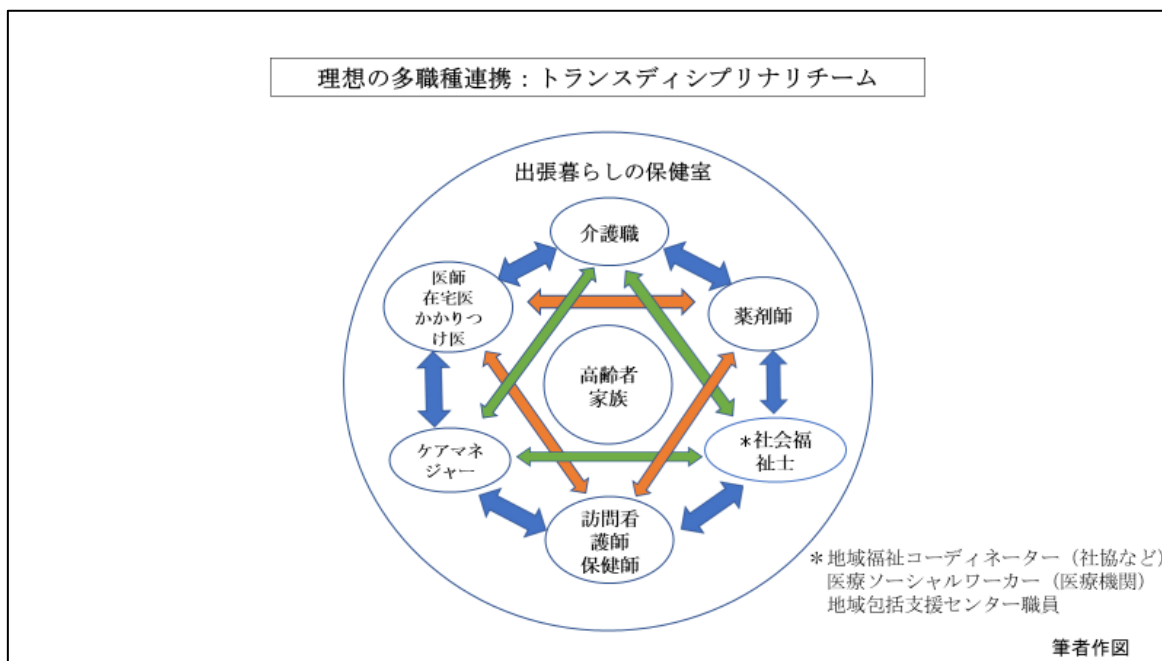 理想の多職種連携：トランスディシプリナリチーム
出張暮らしの保健室
介護職
医師
在宅医
かかりつ
け医
薬剤師
高齢者
家族
ケアマネ
ジャー
*社会福
祉士
訪問看
護師
保健師
*地域福祉コーディネーター（社協など）
医療ソーシャルワーカー（医療機関）
地域包括支援センター職員
筆者作図